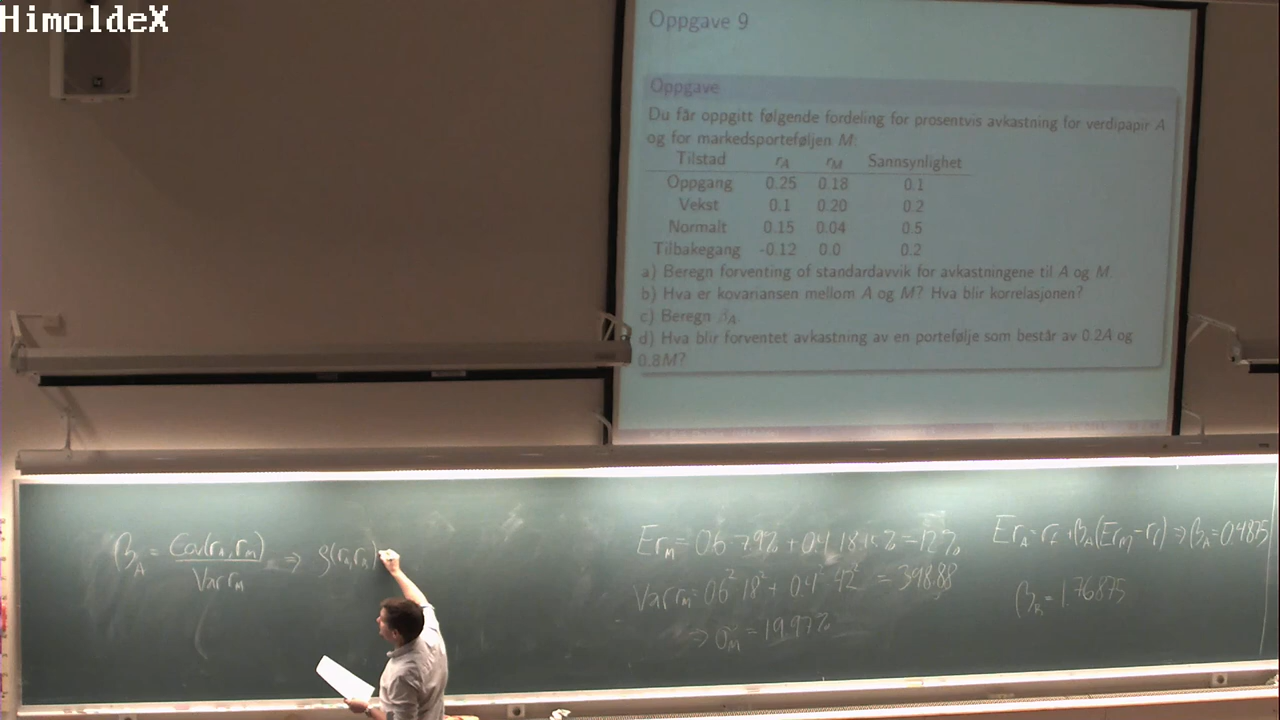 HimoldeX
Oppgave 9
Oppgave
Du får oppgitt følgende fordeling for prosentvis avkastning for verdipapir A
og for markedsporteføljen M:
Tilstad r_A r_M Sannsynlighet
Oppgang 0.25 0.18 0.1
Vekst 0.1 0.20 0.2
Normalt 0.15 0.04 0.5
Tilbakegang -0.12 0.0 0.2
a) Beregn forventing of standardavvik for avkastningene til A og M.
b) Hva er kovariansen mellom A og M? Hva blir korrelasjonen?
c) Beregn β_A.
d) Hva blir forventet avkastning av en portefølje som består av 0.2A og
0.8M?
β_A = Cov(r_A, r_M) / Var r_M ⇒
Er_M = 0.6 · 7.9% + 0.4 · 18.15% = 12%
Var r_M = 0.6² · 18² + 0.4² · 42² = 398.88
⇒ σ_M = 19.97%
Er_A = r_f + β_A(Er_M − r_f) ⇒ β_A = 0.4875
β_B = 1.76875